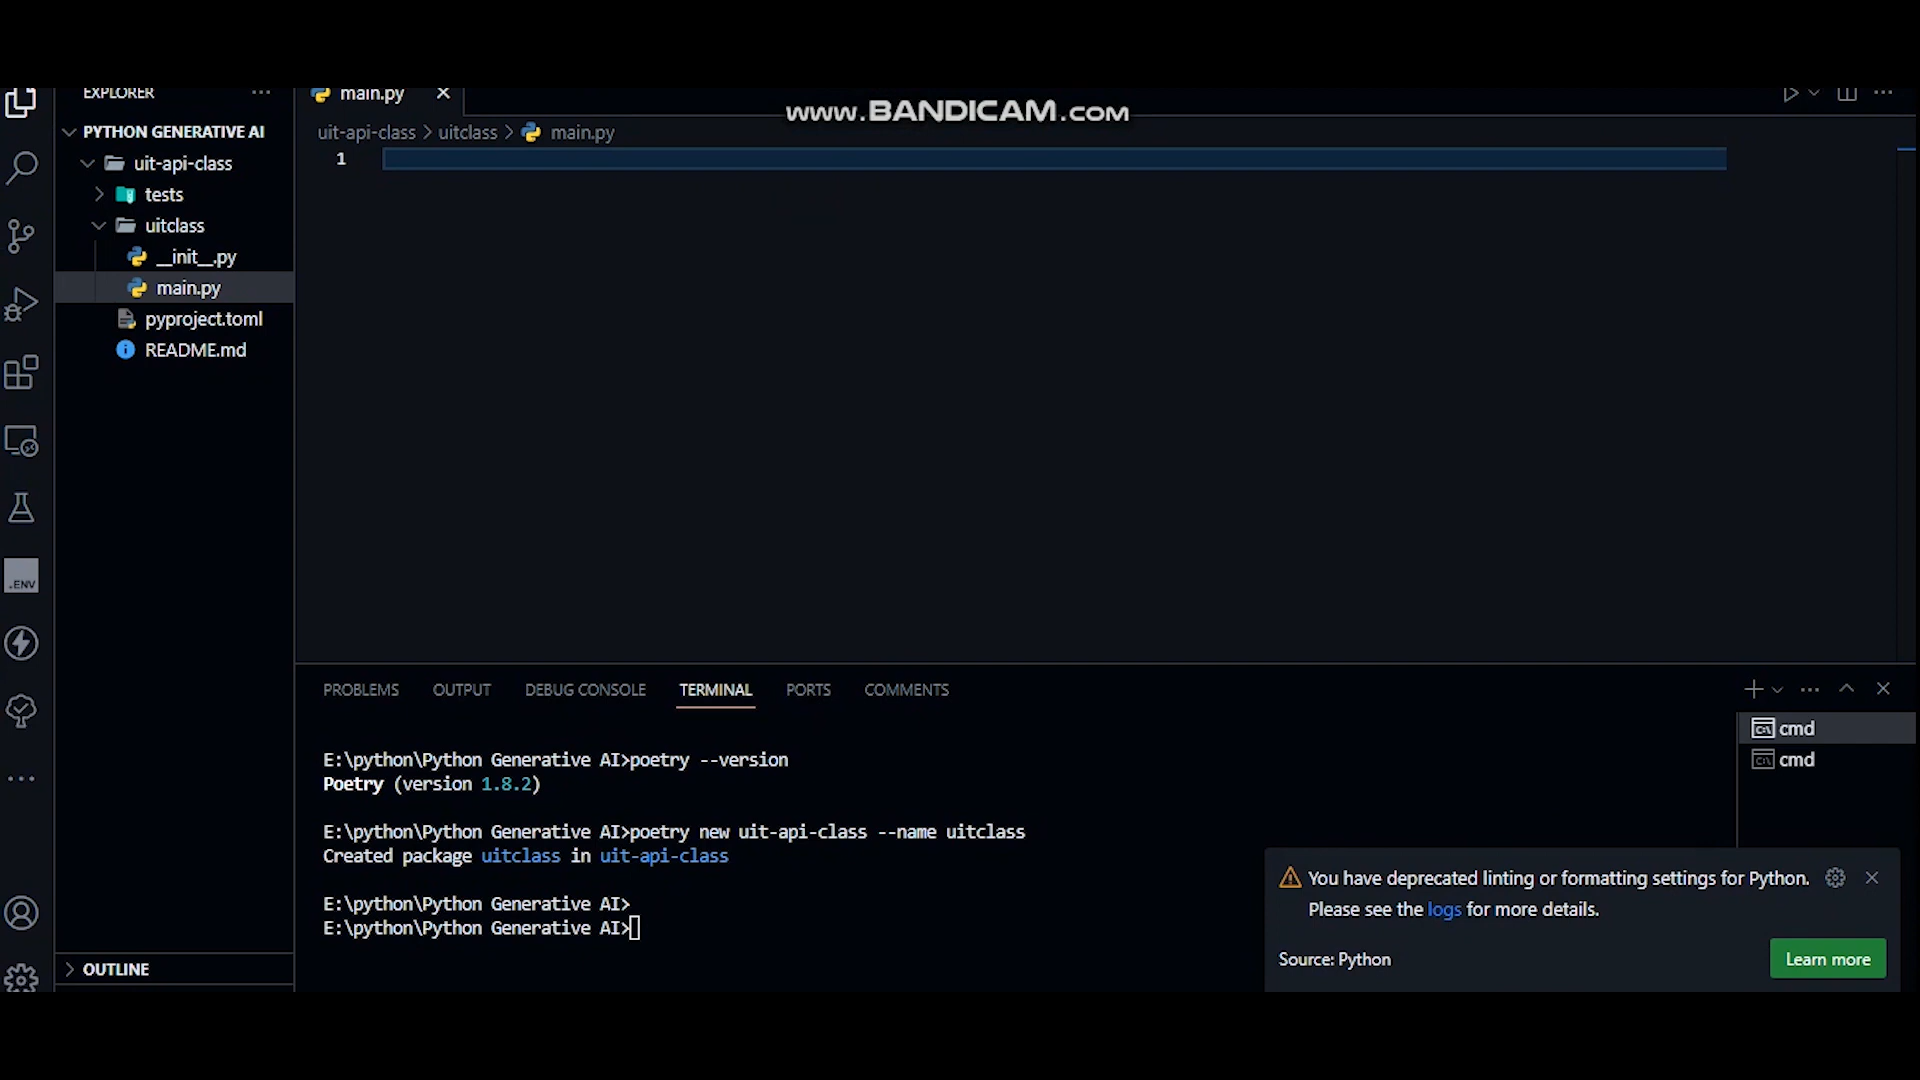 www.BANDICAM.com
EXPLORER
main.py
PYTHON GENERATIVE AI
uit-api-class > uitclass > main.py
1
uit-api-class
tests
uitclass
__init__.py
main.py
pyproject.toml
README.md
.ENV
PROBLEMS OUTPUT DEBUG CONSOLE TERMINAL PORTS COMMENTS
cmd
cmd
E:\python\Python Generative AI>poetry --version
Poetry (version 1.8.2)
E:\python\Python Generative AI>poetry new uit-api-class --name uitclass
Created package uitclass in uit-api-class
E:\python\Python Generative AI>
E:\python\Python Generative AI>
You have deprecated linting or formatting settings for Python.
Please see the logs for more details.
Source: Python
Learn more
OUTLINE